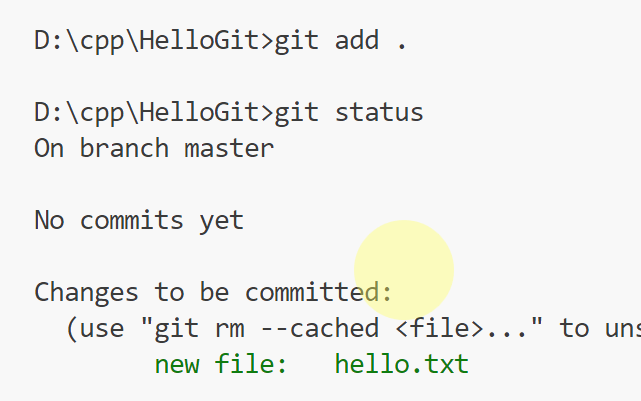 D:\cpp\HelloGit>git add .
D:\cpp\HelloGit>git status
On branch master
No commits yet
Changes to be committed:
(use "git rm --cached <file>..." to uns
new file:   hello.txt